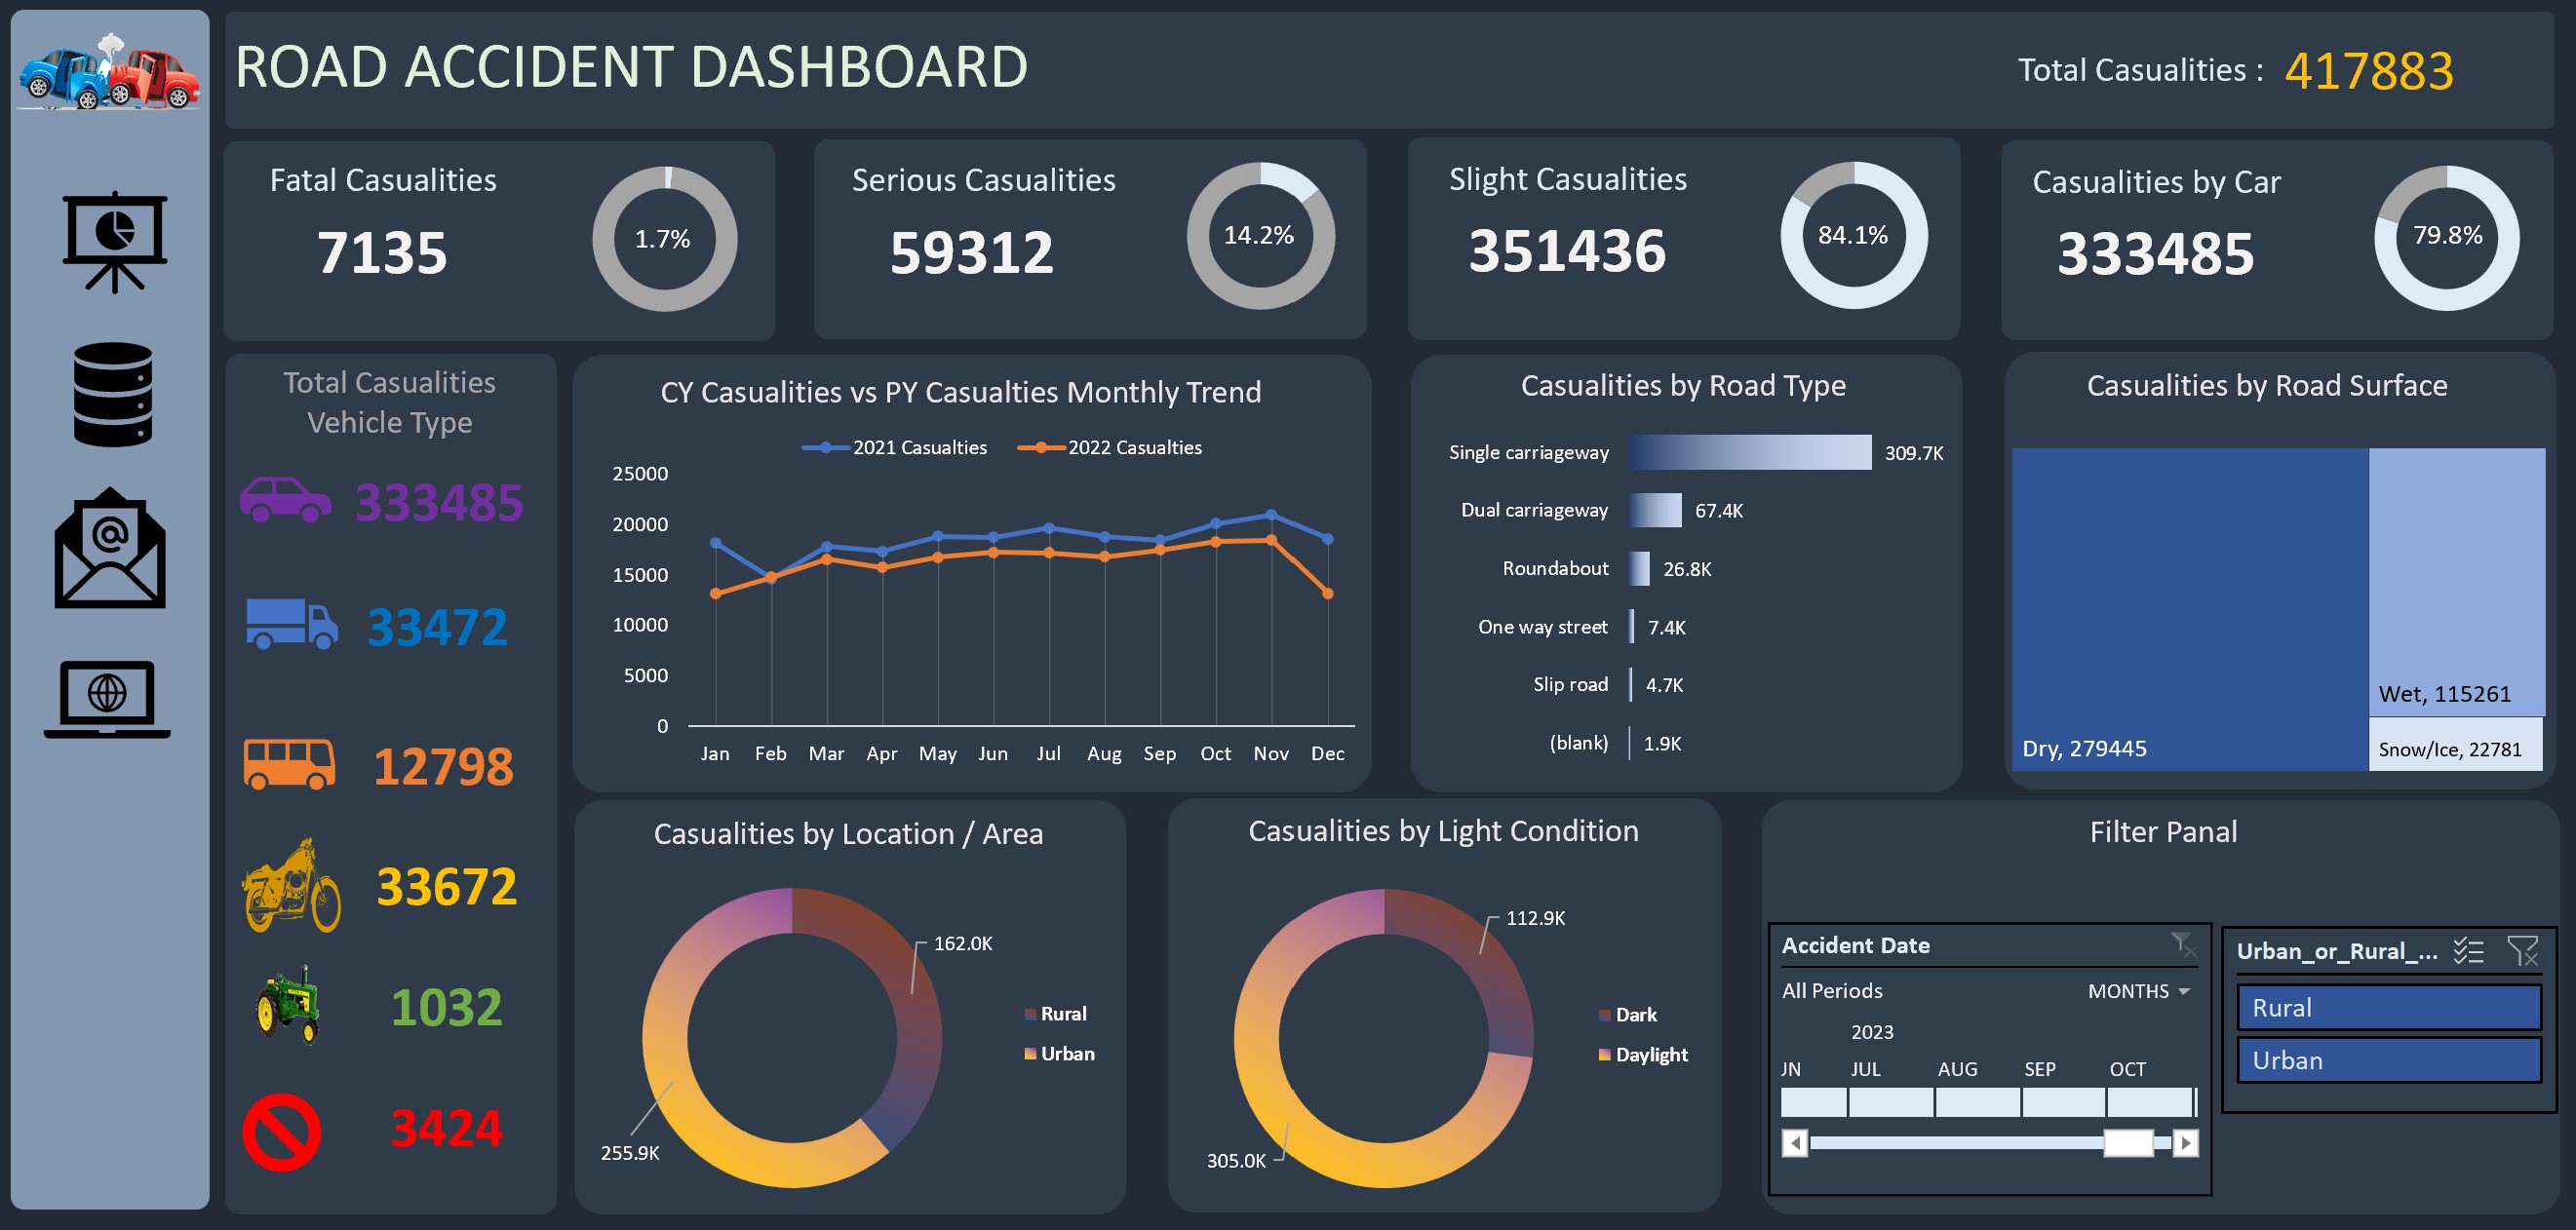 ROAD ACCIDENT DASHBOARD
Total Casualities : 417883
Fatal Casualities
7135
1.7%
Serious Casualities
59312
14.2%
Slight Casualities
351436
84.1%
Casualities by Car
333485
79.8%
Total Casualities
Vehicle Type
333485
33472
12798
33672
1032
3424
CY Casualities vs PY Casualties Monthly Trend
2021 Casualties 2022 Casualties
25000
20000
15000
10000
5000
0
Jan Feb Mar Apr May Jun Jul Aug Sep Oct Nov Dec
Casualities by Road Type
Single carriageway 309.7K
Dual carriageway 67.4K
Roundabout 26.8K
One way street 7.4K
Slip road 4.7K
(blank) 1.9K
Casualities by Road Surface
Dry, 279445
Wet, 115261
Snow/Ice, 22781
Casualities by Location / Area
162.0K
255.9K
Rural
Urban
Casualities by Light Condition
112.9K
305.0K
Dark
Daylight
Filter Panal
Accident Date
All Periods MONTHS
2023
JN JUL AUG SEP OCT
Urban_or_Rural_...
Rural
Urban
@